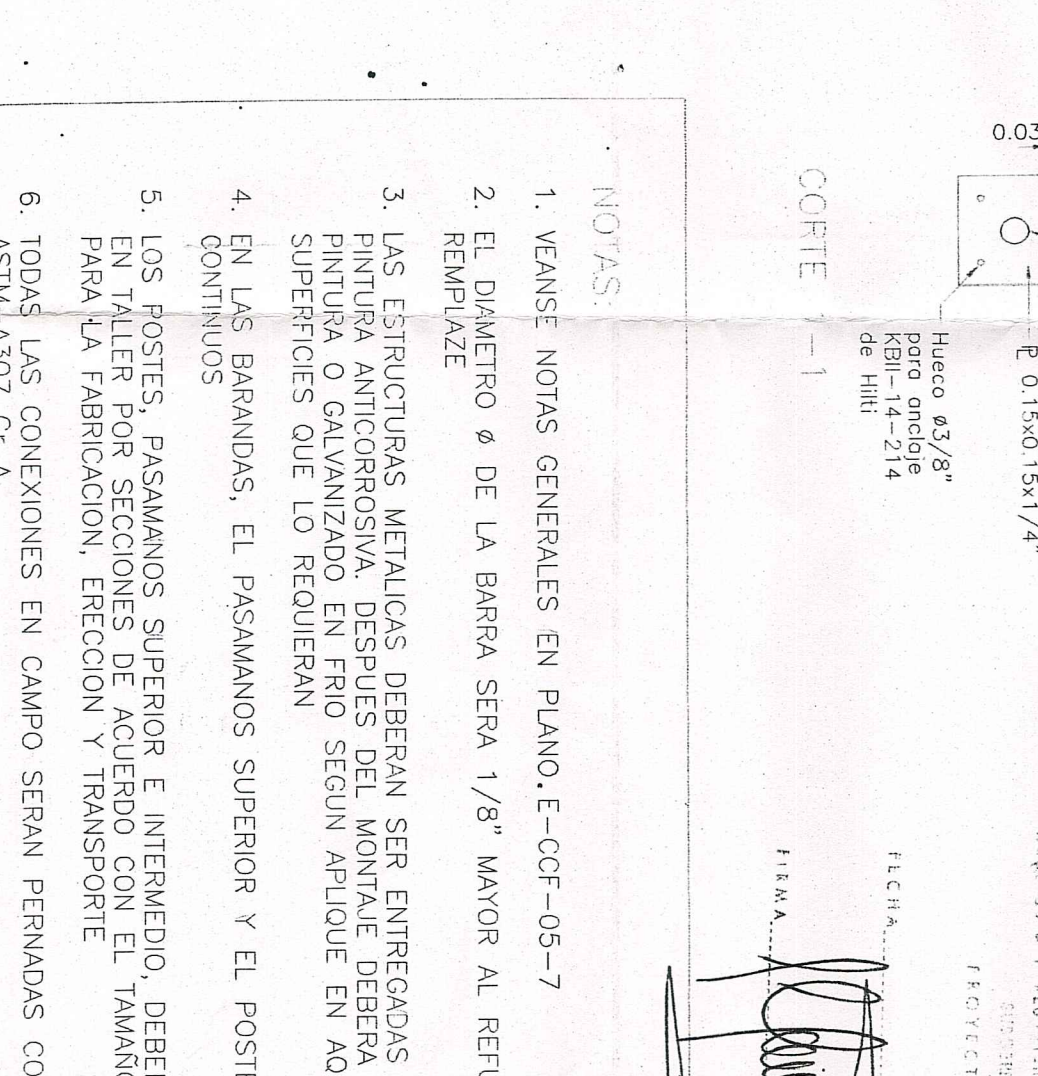 0.03
PL 0.15x0.15x1/4"
Hueco ø3/8"
para anclaje
KBII-14-214
de Hilti
CORTE 1-1
FECHA
FIRMA
NOTAS
1. VEANSE NOTAS GENERALES EN PLANO.E-CCF-05-7
2. EL DIAMETRO ø DE LA BARRA SERA 1/8" MAYOR AL REFU
REMPLAZE
3. LAS ESTRUCTURAS METALICAS DEBERAN SER ENTREGADAS
PINTURA ANTICORROSIVA. DESPUES DEL MONTAJE DEBERA
PINTURA O GALVANIZADO EN FRIO SEGUN APLIQUE EN AQ
SUPERFICIES QUE LO REQUIERAN
4. EN LAS BARANDAS, EL PASAMANOS SUPERIOR Y EL POSTE
CONTINUOS
5. LOS POSTES, PASAMANOS SUPERIOR E INTERMEDIO, DEBE
EN TALLER POR SECCIONES DE ACUERDO CON EL TAMAÑO
PARA LA FABRICACION, ERECCION Y TRANSPORTE
6. TODAS LAS CONEXIONES EN CAMPO SERAN PERNADAS CO
ASTM A307 Gr A